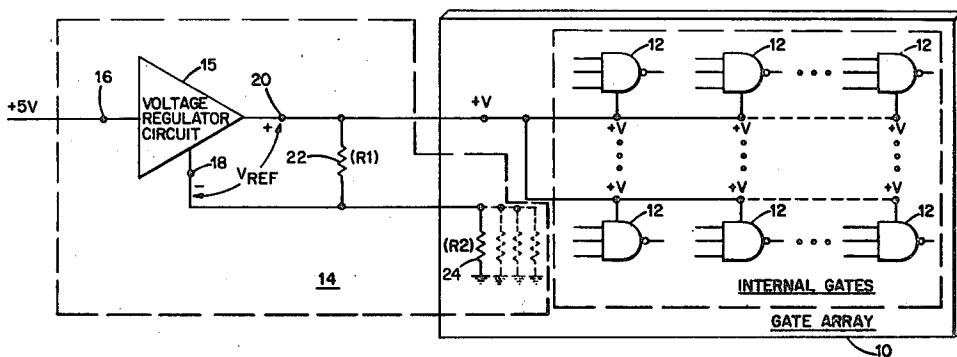 12 12 12
15
16 20
+5V VOLTAGE +V
REGULATOR +
CIRCUIT
+V +V +V
22 (R1)
18 VREF
−
+V +V +V
12 12 12
(R2)
24
14
INTERNAL GATES
GATE ARRAY
10